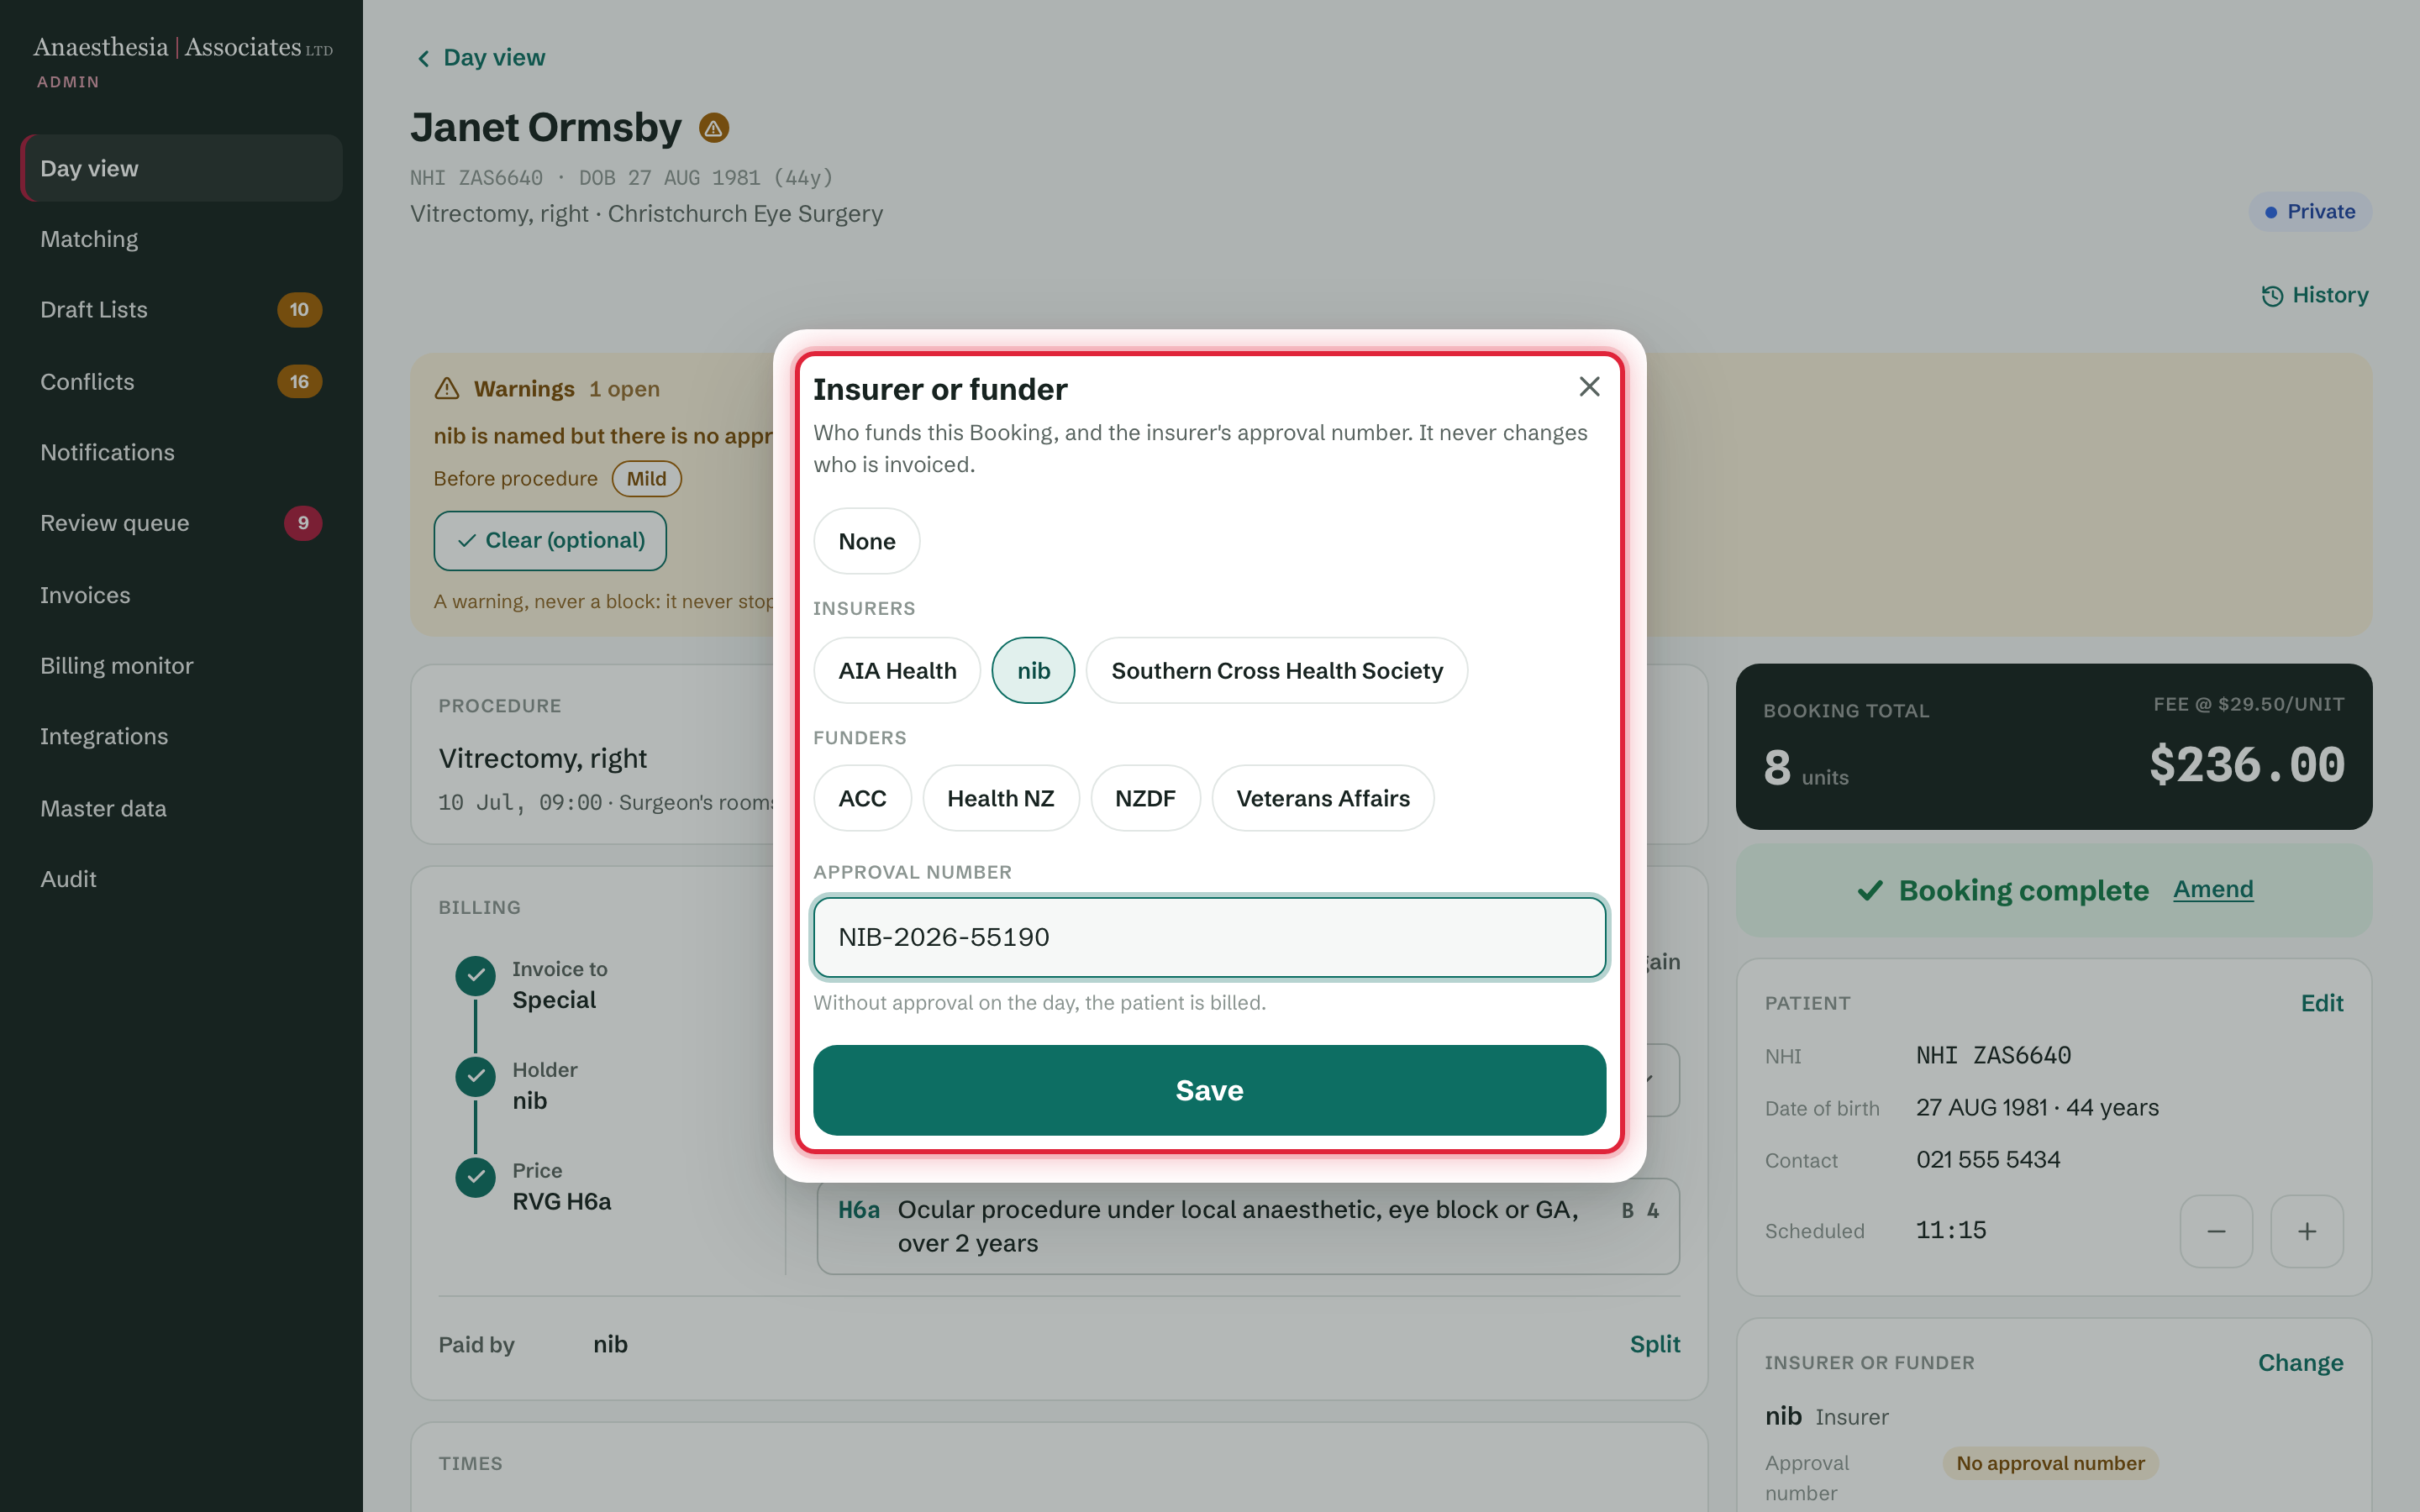 Anaesthesia | Associates LTD
ADMIN
Day view
Matching
Draft Lists 10
Conflicts 16
Notifications
Review queue 9
Invoices
Billing monitor
Integrations
Master data
Audit
Day view
Janet Ormsby
NHI ZAS6640 · DOB 27 AUG 1981 (44y)
Vitrectomy, right · Christchurch Eye Surgery
Private
History
Warnings 1 open
nib is named but there is no
Before procedure Mild
Clear (optional)
A warning, never a block: it never
Insurer or funder
Who funds this Booking, and the insurer's approval number. It never changes
who is invoiced.
None
INSURERS
AIA Health nib Southern Cross Health Society
FUNDERS
ACC Health NZ NZDF Veterans Affairs
APPROVAL NUMBER
NIB-2026-55190
Without approval on the day, the patient is billed.
Save
PROCEDURE
Vitrectomy, right
10 Jul, 09:00 · Surgeon's rooms
BILLING
Invoice to
Special
Holder
nib
Price
RVG H6a
H6a Ocular procedure under local anaesthetic, eye block or GA, B 4
over 2 years
Paid by nib Split
TIMES
BOOKING TOTAL FEE @ $29.50/UNIT
8 units $236.00
Booking complete Amend
PATIENT Edit
NHI NHI ZAS6640
Date of birth 27 AUG 1981 · 44 years
Contact 021 555 5434
Scheduled 11:15 − +
INSURER OR FUNDER Change
nib Insurer
Approval No approval number
number